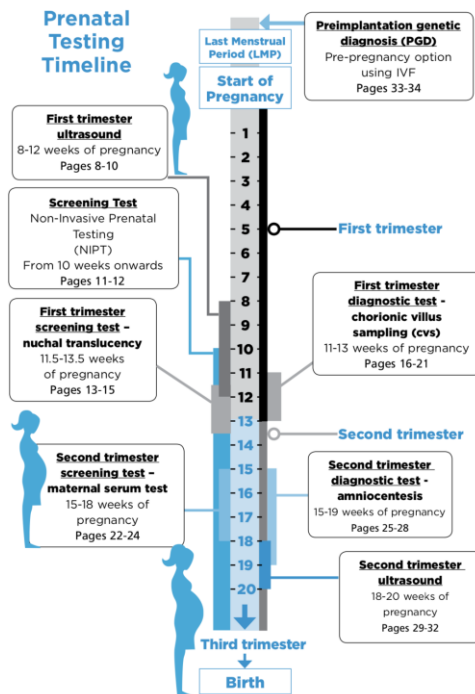 Prenatal
Testing
Timeline
Last Menstrual
Period (LMP)
Start of
Pregnancy
Preimplantation genetic
diagnosis (PGD)
Pre-pregnancy option
using IVF
Pages 33-34
First trimester
ultrasound
8-12 weeks of pregnancy
Pages 8-10
Screening Test
Non-Invasive Prenatal
Testing
(NIPT)
From 10 weeks onwards
Pages 11-12
First trimester
screening test –
nuchal translucency
11.5-13.5 weeks
of pregnancy
Pages 13-15
Second trimester
screening test –
maternal serum test
15-18 weeks of
pregnancy
Pages 22-24
1
2
3
4
5
6
7
8
9
10
11
12
13
14
15
16
17
18
19
20
First trimester
First trimester
diagnostic test -
chorionic villus
sampling (cvs)
11-13 weeks of pregnancy
Pages 16-21
Second trimester
Second trimester
diagnostic test -
amniocentesis
15-19 weeks of pregnancy
Pages 25-28
Second trimester
ultrasound
18-20 weeks of
pregnancy
Pages 29-32
Third trimester
Birth